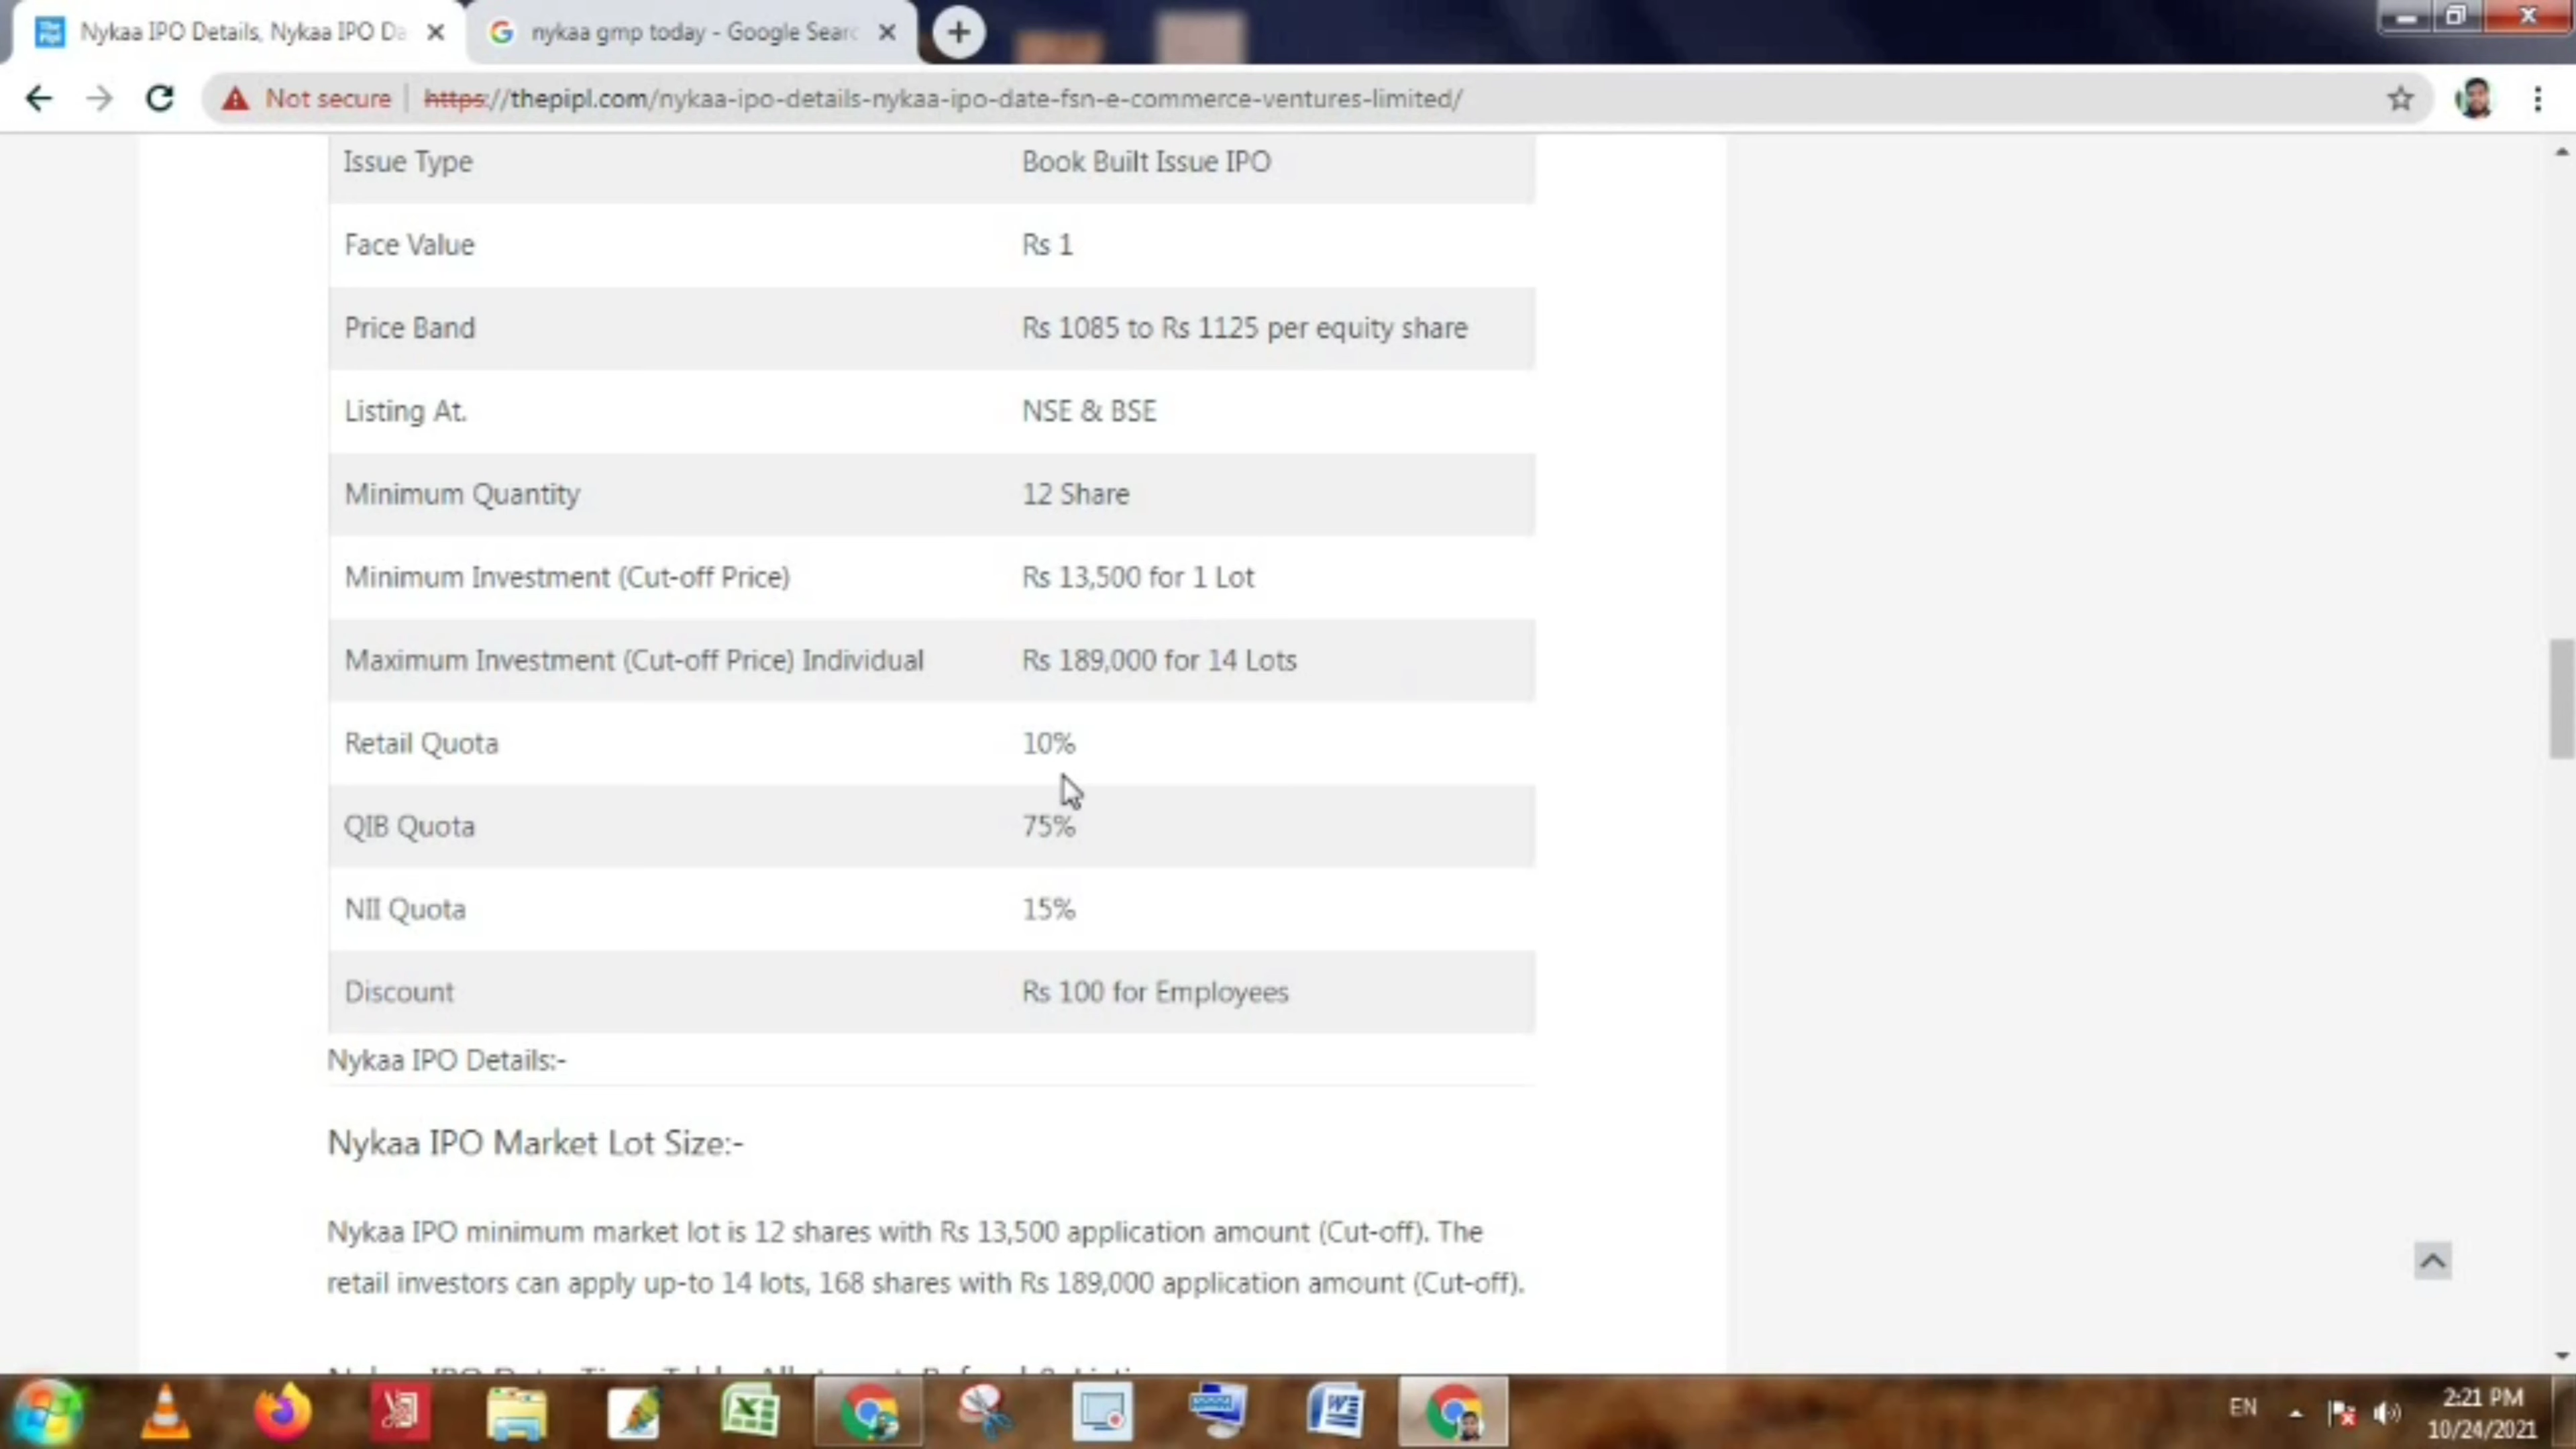 The Pipl
Nykaa IPO Details, Nykaa IPO Da
nykaa gmp today - Google Searc
Not secure
https://thepipl.com/nykaa-ipo-details-nykaa-ipo-date-fsn-e-commerce-ventures-limited/
Issue Type Book Built Issue IPO
Face Value Rs 1
Price Band Rs 1085 to Rs 1125 per equity share
Listing At. NSE & BSE
Minimum Quantity 12 Share
Minimum Investment (Cut-off Price) Rs 13,500 for 1 Lot
Maximum Investment (Cut-off Price) Individual Rs 189,000 for 14 Lots
Retail Quota 10%
QIB Quota 75%
NII Quota 15%
Discount Rs 100 for Employees
Nykaa IPO Details:-
Nykaa IPO Market Lot Size:-
Nykaa IPO minimum market lot is 12 shares with Rs 13,500 application amount (Cut-off). The
retail investors can apply up-to 14 lots, 168 shares with Rs 189,000 application amount (Cut-off).
EN
2:21 PM
10/24/2021